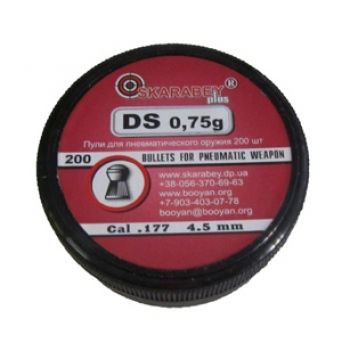 SKARABEY®
plus
DS 0,75g
Пули для пневматического оружия 200 шт
200 BULLETS FOR PNEUMATIC WEAPON
www.skarabey.dp.ua
+38-056-370-69-63
www.booyan.org
+7-903-403-07-78
booyan@booyan.org
Cal .177 4.5 mm